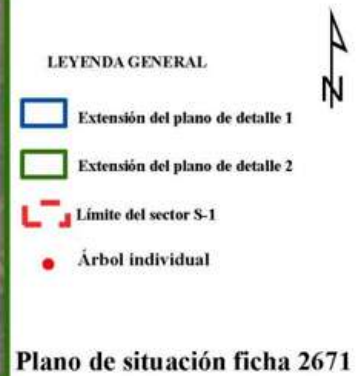 N
LEYENDA GENERAL
Extensión del plano de detalle 1
Extensión del plano de detalle 2
Límite del sector S-1
Árbol individual
Plano de situación ficha 2671